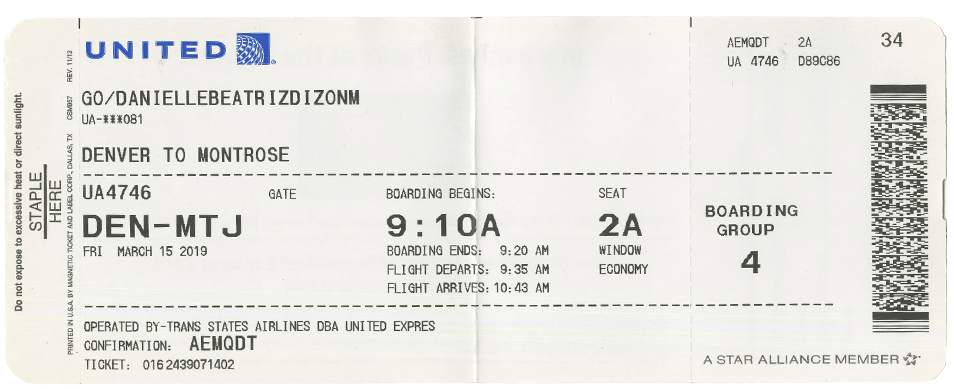 UNITED
GO/DANIELLEBEATRIZDIZONM
UA-***081
DENVER TO MONTROSE
UA4746 GATE BOARDING BEGINS: SEAT
DEN-MTJ 9:10A 2A
FRI MARCH 15 2019 BOARDING ENDS: 9:20 AM WINDOW
FLIGHT DEPARTS: 9:35 AM ECONOMY
FLIGHT ARRIVES: 10:43 AM
OPERATED BY-TRANS STATES AIRLINES DBA UNITED EXPRES
CONFIRMATION: AEMQDT
TICKET: 0162439071402
AEMQDT 2A 34
UA 4746 D89C86
BOARDING
GROUP
4
A STAR ALLIANCE MEMBER
Do not expose to excessive heat or direct sunlight.
STAPLE
HERE
PRINTED IN U.S.A. BY MAGNETIC TICKET AND LABEL CORP., DALLAS, TX CSM957 REV. 11/12